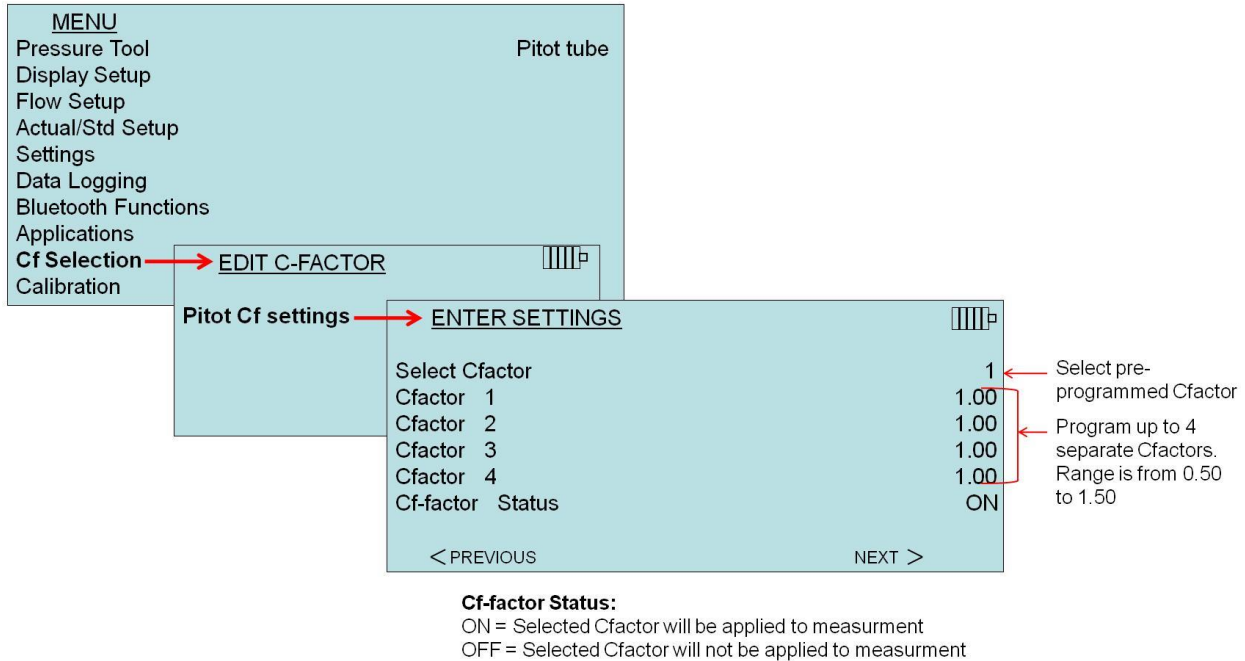 MENU
Pressure Tool Pitot tube
Display Setup
Flow Setup
Actual/Std Setup
Settings
Data Logging
Bluetooth Functions
Applications
Cf Selection
Calibration
EDIT C-FACTOR
Pitot Cf settings
ENTER SETTINGS
Select Cfactor 1
Cfactor 1 1.00
Cfactor 2 1.00
Cfactor 3 1.00
Cfactor 4 1.00
Cf-factor Status ON
< PREVIOUS NEXT >
Select pre-
programmed Cfactor
Program up to 4
separate Cfactors.
Range is from 0.50
to 1.50
Cf-factor Status:
ON = Selected Cfactor will be applied to measurment
OFF = Selected Cfactor will not be applied to measurment